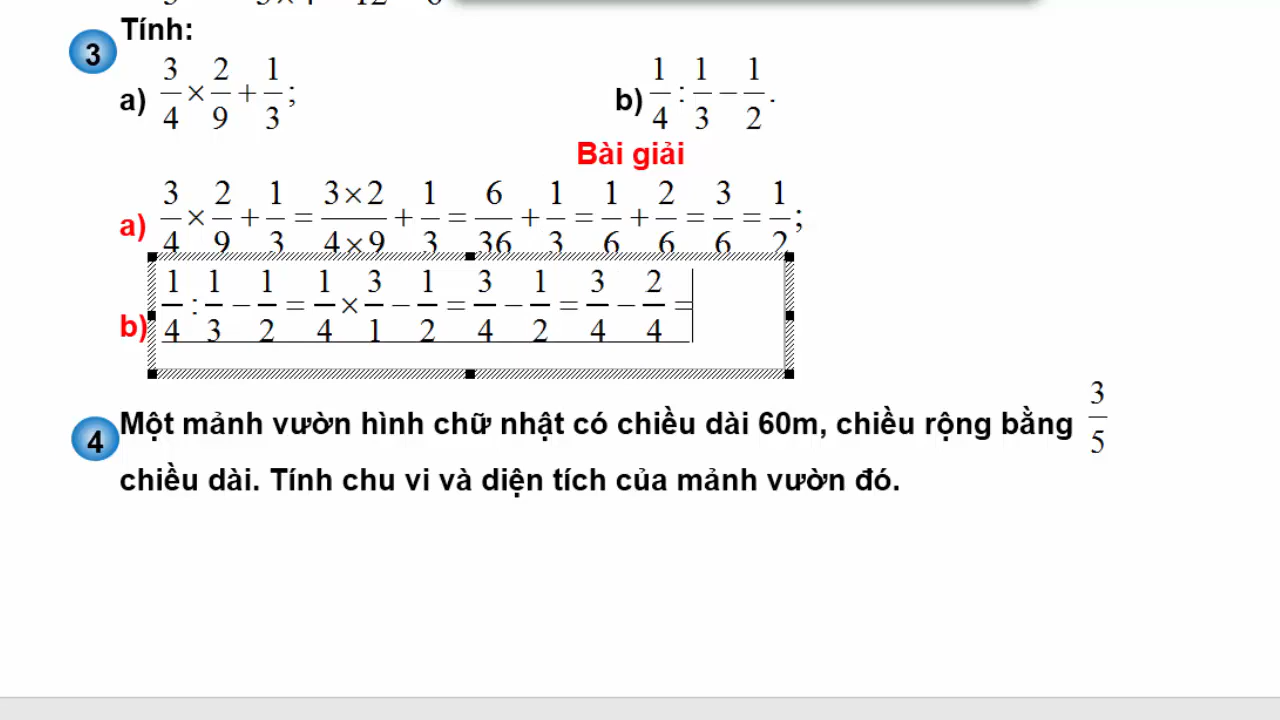 3 Tính:
a) 3/4 × 2/9 + 1/3 ; b) 1/4 : 1/3 − 1/2 .
Bài giải
a) 3/4 × 2/9 + 1/3 = 3×2/4×9 + 1/3 = 6/36 + 1/3 = 1/6 + 2/6 = 3/6 = 1/2 ;
b) 1/4 : 1/3 − 1/2 = 1/4 × 3/1 − 1/2 = 3/4 − 1/2 = 3/4 − 2/4 =
4 Một mảnh vườn hình chữ nhật có chiều dài 60m, chiều rộng bằng 3/5
chiều dài. Tính chu vi và diện tích của mảnh vườn đó.